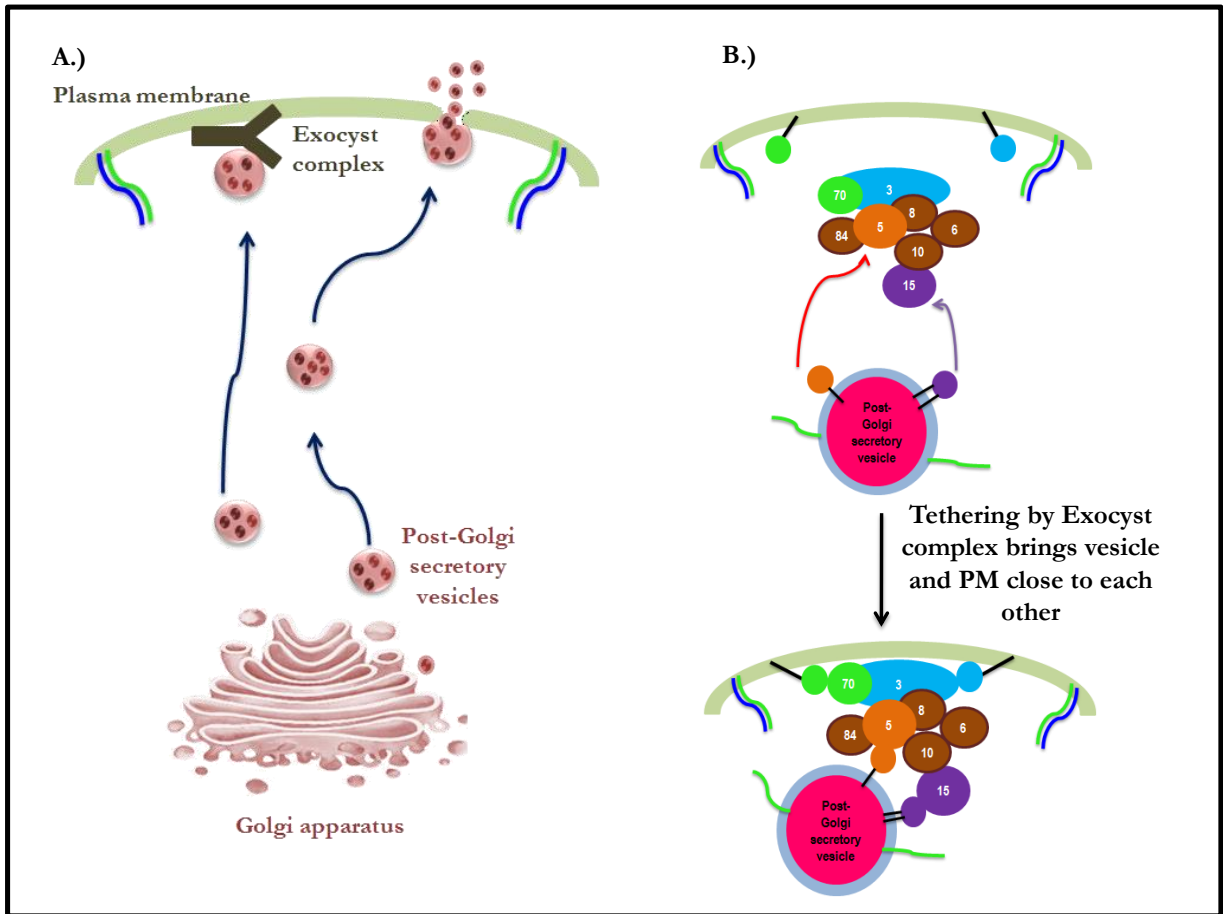 A.)
Plasma membrane
Exocyst
complex
Post-Golgi
secretory
vesicles
Golgi apparatus
B.)
70
3
8
84
5
6
10
15
Post-
Golgi
secretory
vesicle
Tethering by Exocyst
complex brings vesicle
and PM close to each
other
70
3
8
84
5
6
10
15
Post-
Golgi
secretory
vesicle